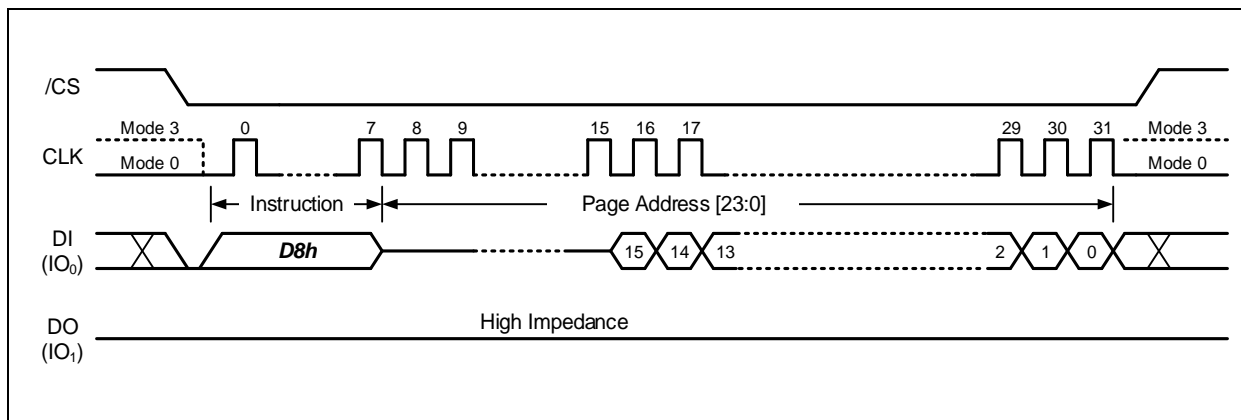 /CS
Mode 3 0 7 8 9 15 16 17 29 30 31 Mode 3
CLK
Mode 0 Mode 0
Instruction Page Address [23:0]
DI
(IO₀)
D8h 15 14 13 2 1 0
High Impedance
DO
(IO₁)